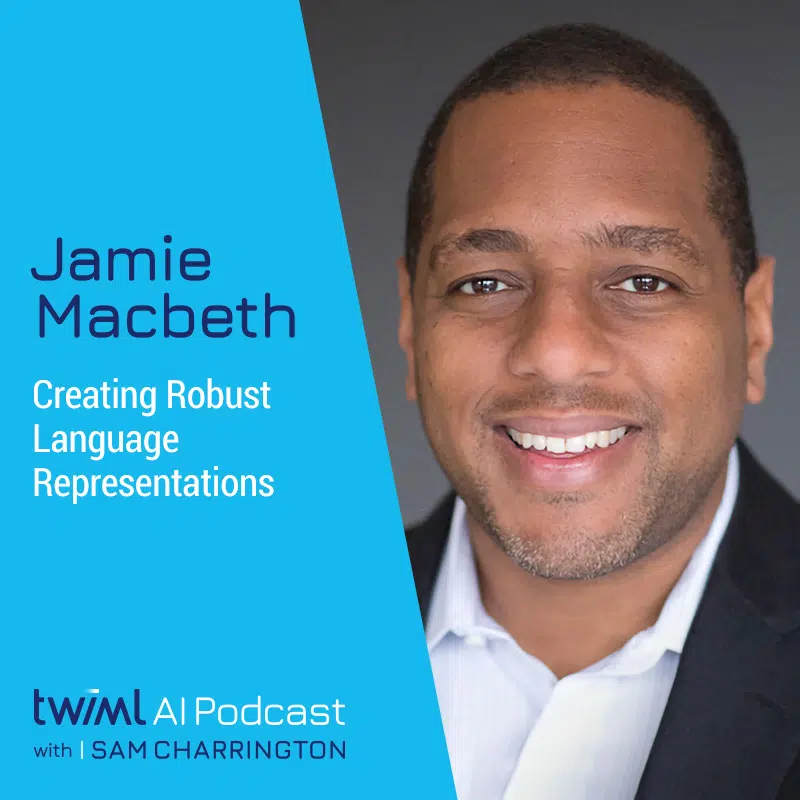 Jamie
Macbeth
Creating Robust
Language
Representations
twiml AI Podcast
with | SAM CHARRINGTON